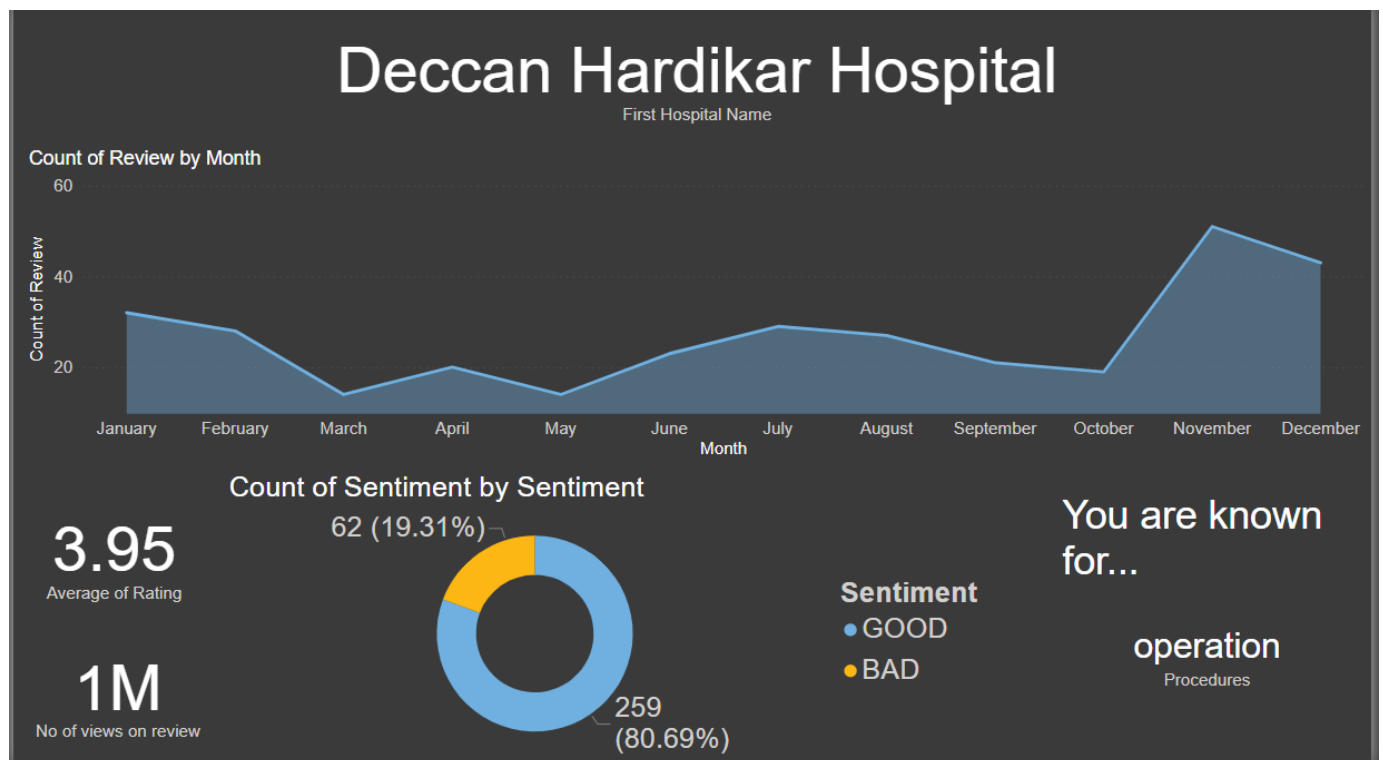 Deccan Hardikar Hospital
First Hospital Name
Count of Review by Month
60
40
20
Count of Review
January February March April May June July August September October November December
Month
3.95
Average of Rating
1M
No of views on review
Count of Sentiment by Sentiment
62 (19.31%)
259
(80.69%)
Sentiment
GOOD
BAD
You are known
for...
operation
Procedures